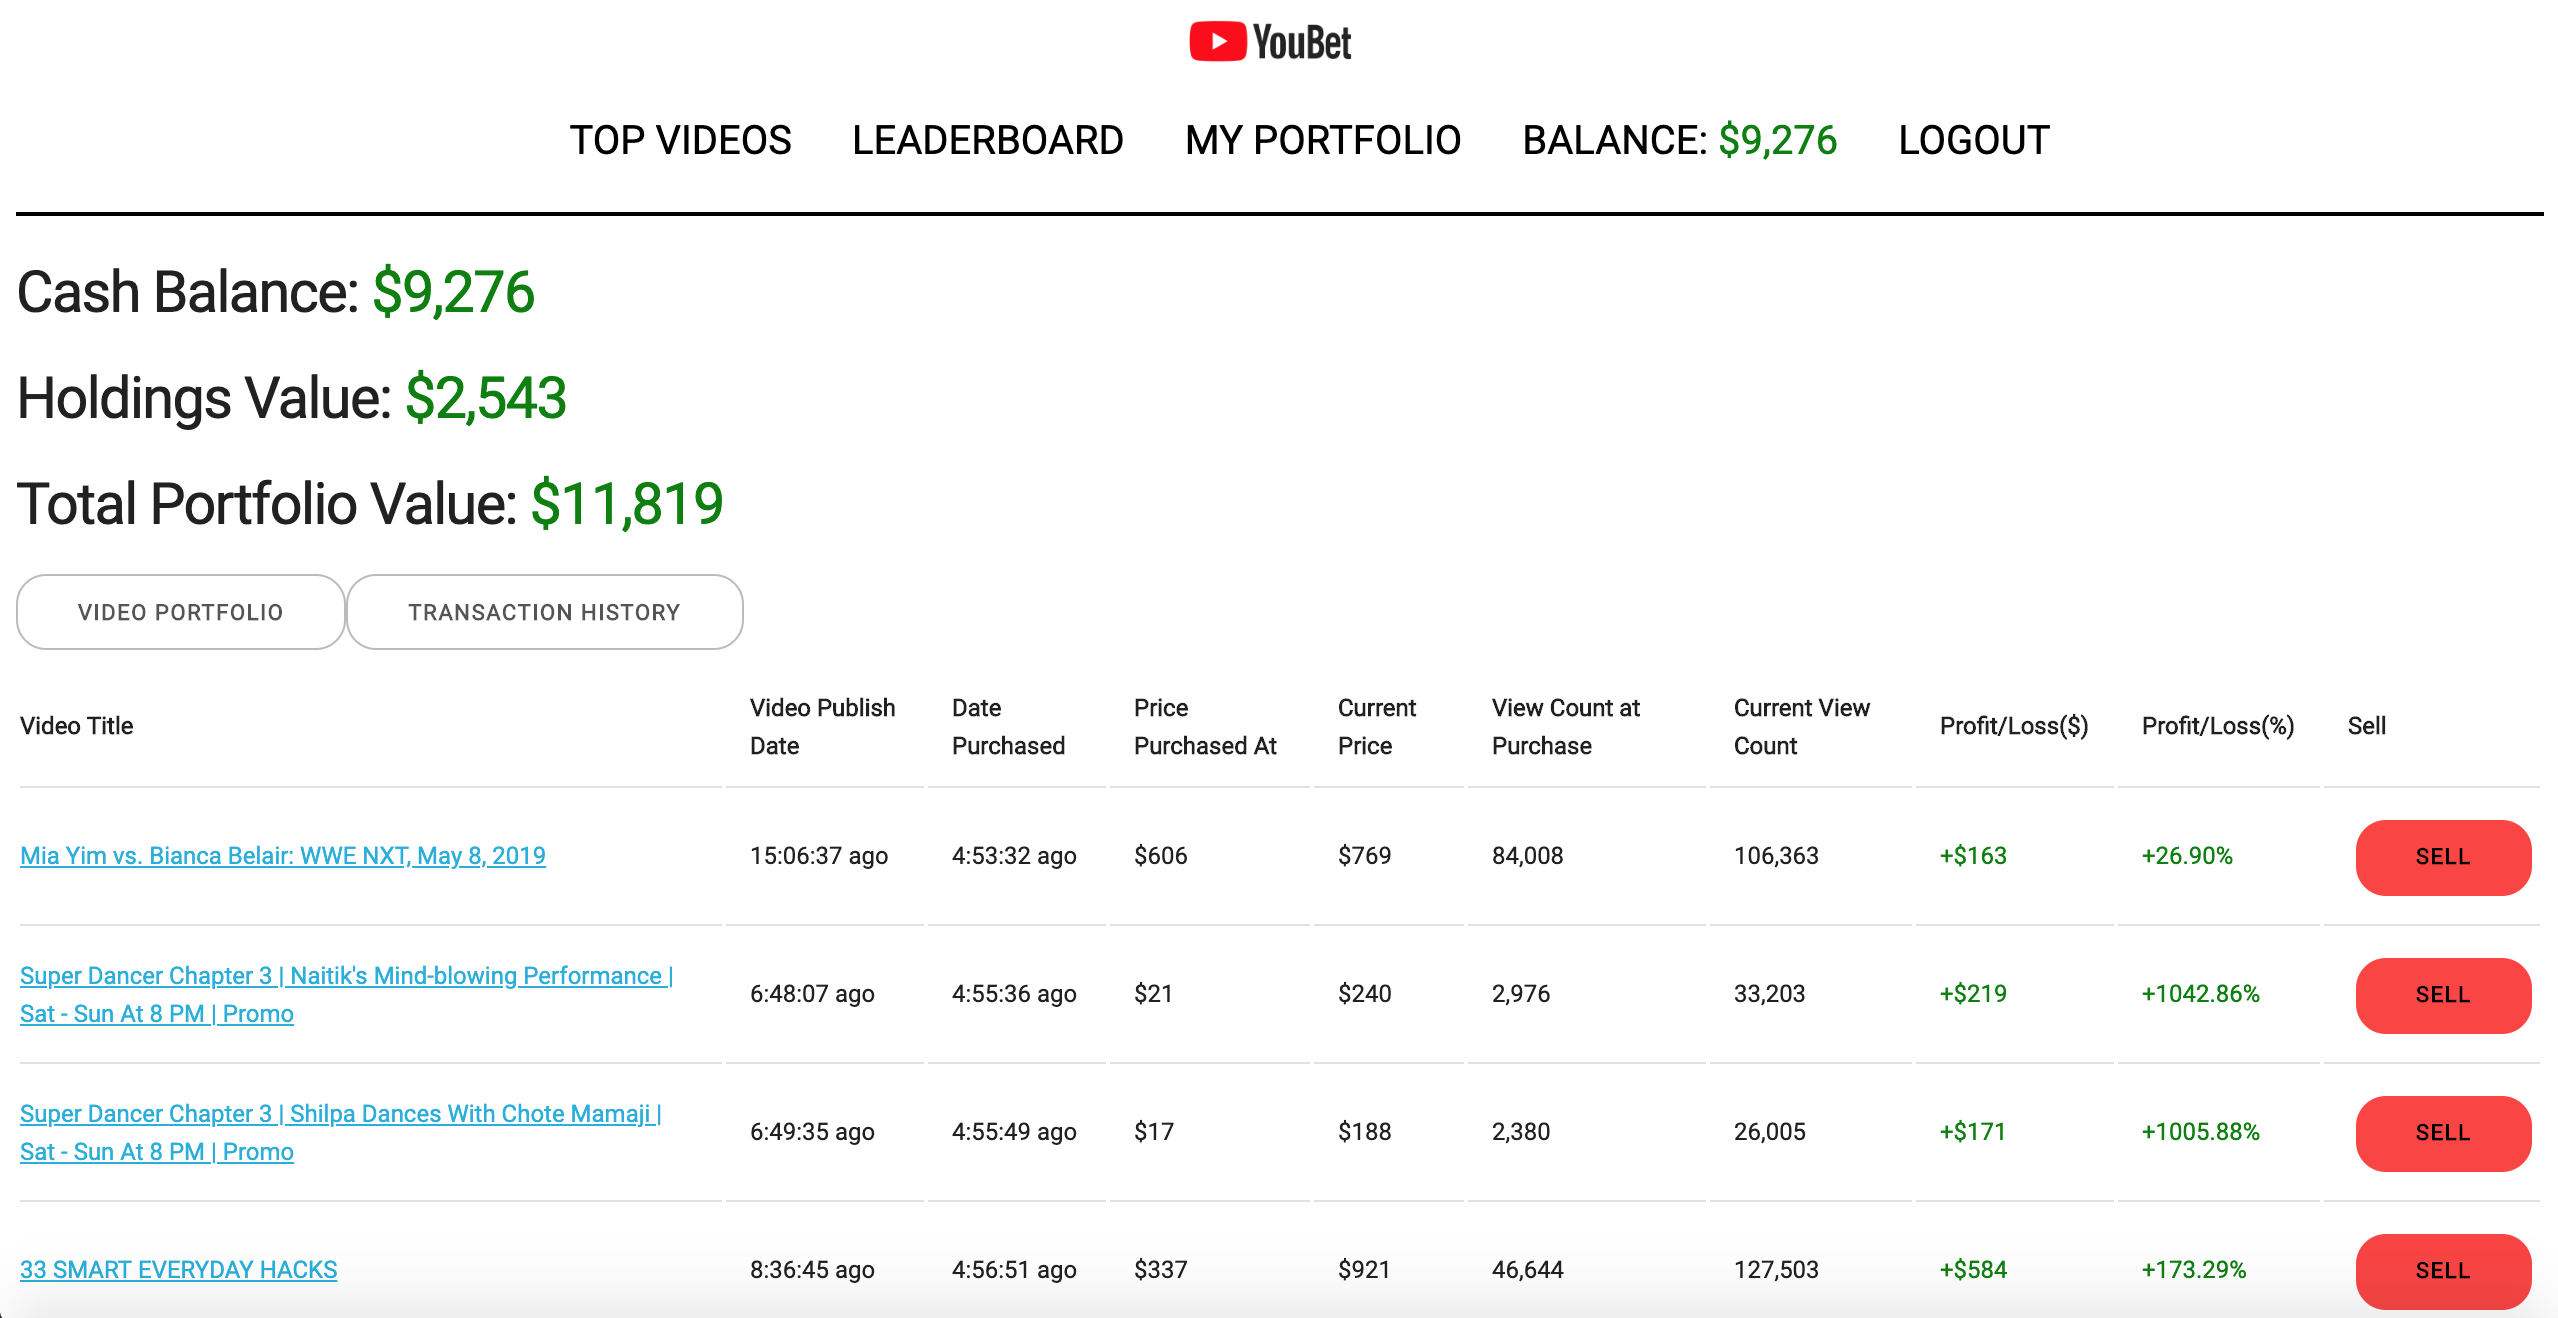 YouBet
TOP VIDEOS LEADERBOARD MY PORTFOLIO BALANCE: $9,276 LOGOUT
Cash Balance: $9,276
Holdings Value: $2,543
Total Portfolio Value: $11,819
VIDEO PORTFOLIO TRANSACTION HISTORY
Video Title Video Publish Date Date Purchased Price Purchased At Current Price View Count at Purchase Current View Count Profit/Loss($) Profit/Loss(%) Sell
Mia Yim vs. Bianca Belair: WWE NXT, May 8, 2019 15:06:37 ago 4:53:32 ago $606 $769 84,008 106,363 +$163 +26.90% SELL
Super Dancer Chapter 3 | Naitik's Mind-blowing Performance |
Sat - Sun At 8 PM | Promo 6:48:07 ago 4:55:36 ago $21 $240 2,976 33,203 +$219 +1042.86% SELL
Super Dancer Chapter 3 | Shilpa Dances With Chote Mamaji |
Sat - Sun At 8 PM | Promo 6:49:35 ago 4:55:49 ago $17 $188 2,380 26,005 +$171 +1005.88% SELL
33 SMART EVERYDAY HACKS 8:36:45 ago 4:56:51 ago $337 $921 46,644 127,503 +$584 +173.29% SELL